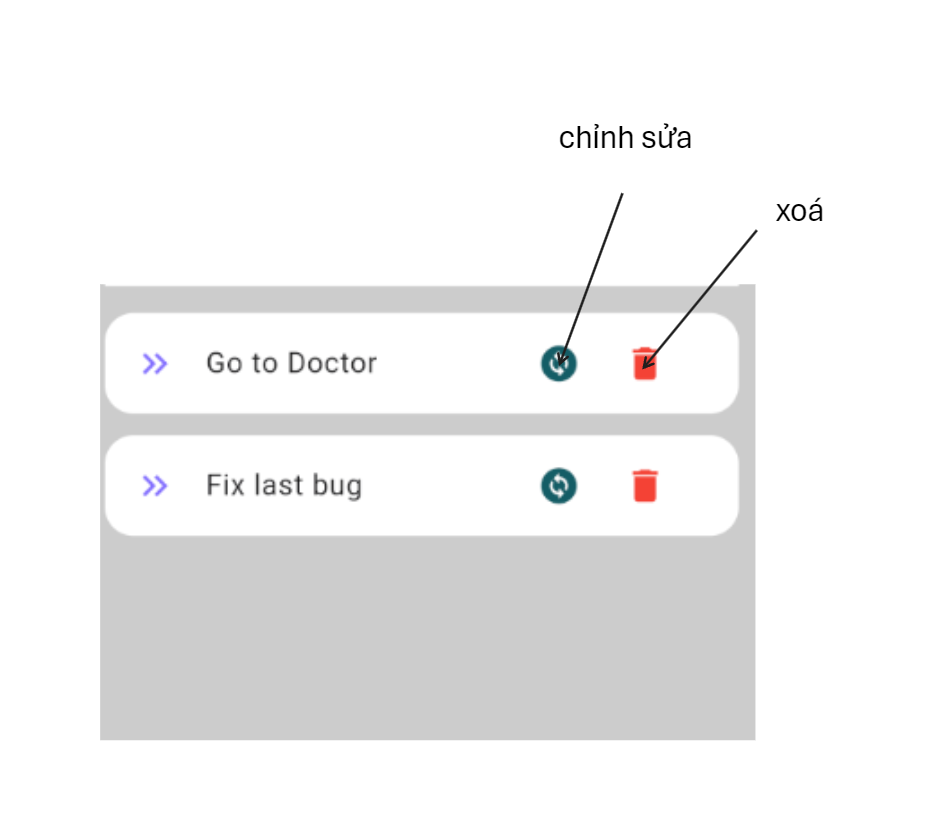 chỉnh sửa
xoá
Go to Doctor
Fix last bug